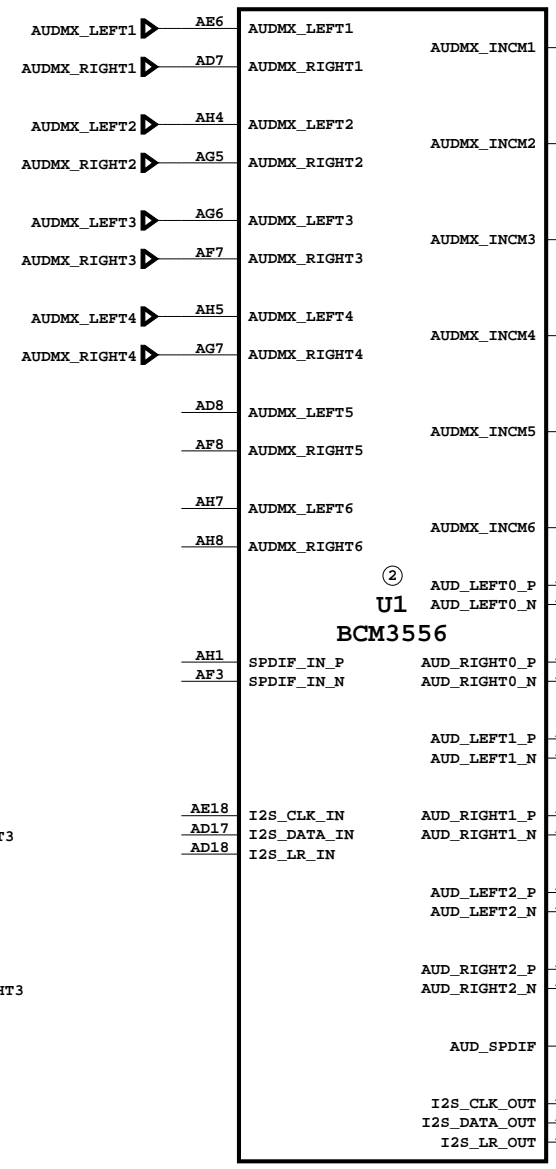 AUDMX_LEFT1 AE6 AUDMX_LEFT1
AUDMX_INCM1
AUDMX_RIGHT1 AD7 AUDMX_RIGHT1
AUDMX_LEFT2 AH4 AUDMX_LEFT2
AUDMX_INCM2
AUDMX_RIGHT2 AG5 AUDMX_RIGHT2
AUDMX_LEFT3 AG6 AUDMX_LEFT3
AUDMX_INCM3
AUDMX_RIGHT3 AF7 AUDMX_RIGHT3
AUDMX_LEFT4 AH5 AUDMX_LEFT4
AUDMX_INCM4
AUDMX_RIGHT4 AG7 AUDMX_RIGHT4
AD8 AUDMX_LEFT5
AUDMX_INCM5
AF8 AUDMX_RIGHT5
AH7 AUDMX_LEFT6
AUDMX_INCM6
AH8 AUDMX_RIGHT6
2
AUD_LEFT0_P
U1 AUD_LEFT0_N
BCM3556
AH1 SPDIF_IN_P AUD_RIGHT0_P
AF3 SPDIF_IN_N AUD_RIGHT0_N
AUD_LEFT1_P
AUD_LEFT1_N
AE18 I2S_CLK_IN AUD_RIGHT1_P
T3 AD17 I2S_DATA_IN AUD_RIGHT1_N
AD18 I2S_LR_IN
AUD_LEFT2_P
AUD_LEFT2_N
AUD_RIGHT2_P
HT3 AUD_RIGHT2_N
AUD_SPDIF
I2S_CLK_OUT
I2S_DATA_OUT
I2S_LR_OUT